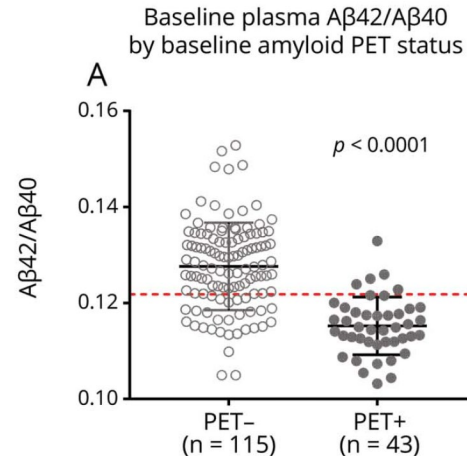 Baseline plasma Aβ42/Aβ40
by baseline amyloid PET status
A
0.16
p < 0.0001
0.14
Aβ42/Aβ40
0.12
0.10
PET– PET+
(n = 115) (n = 43)